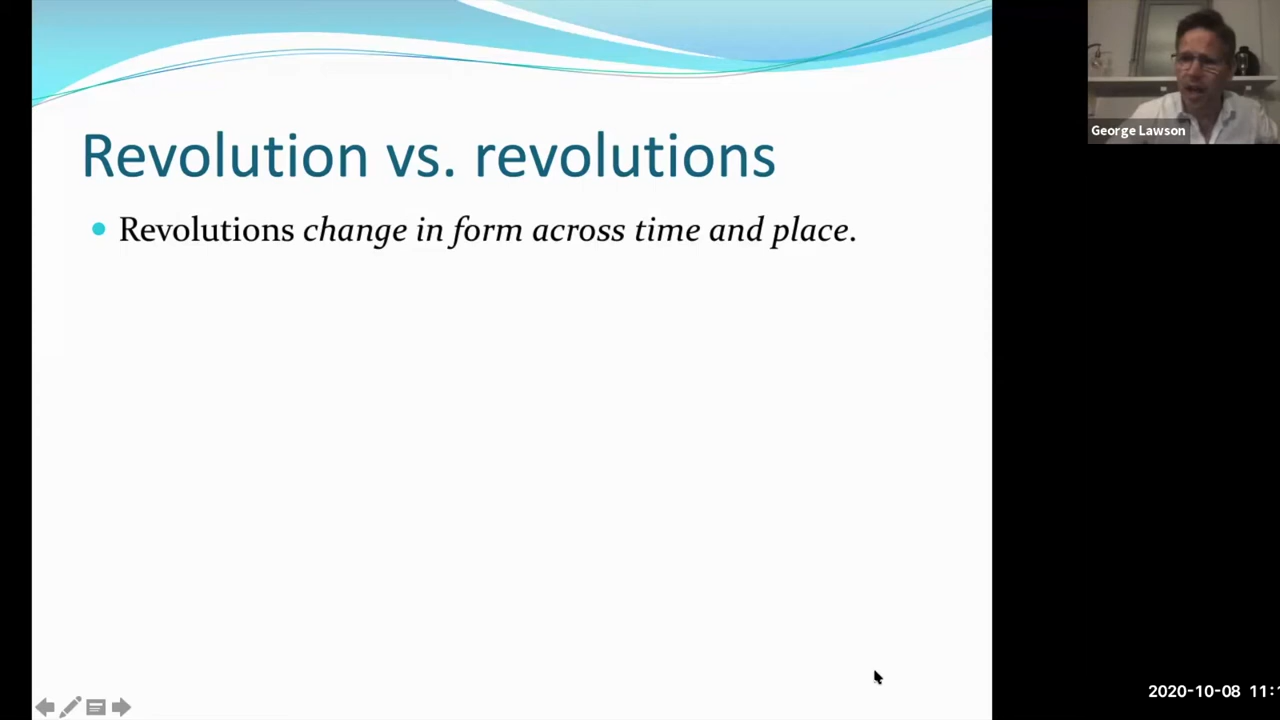 Revolution vs. revolutions
Revolutions change in form across time and place.
George Lawson
2020-10-08 11: